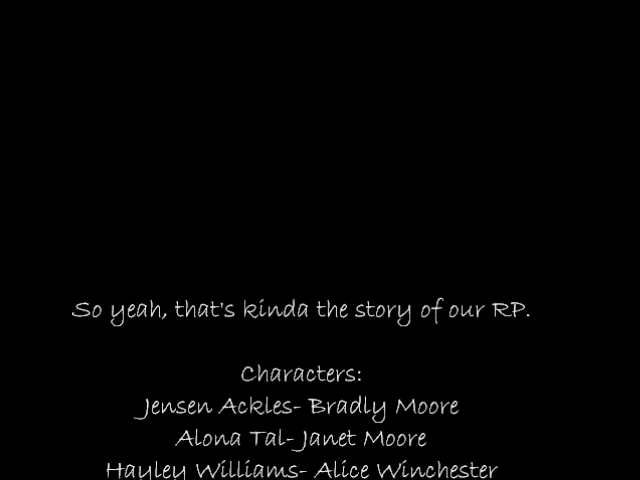 So yeah, that's kinda the story of our RP.
Characters:
Jensen Ackles- Bradly Moore
Alona Tal- Janet Moore
Hayley Williams- Alice Winchester